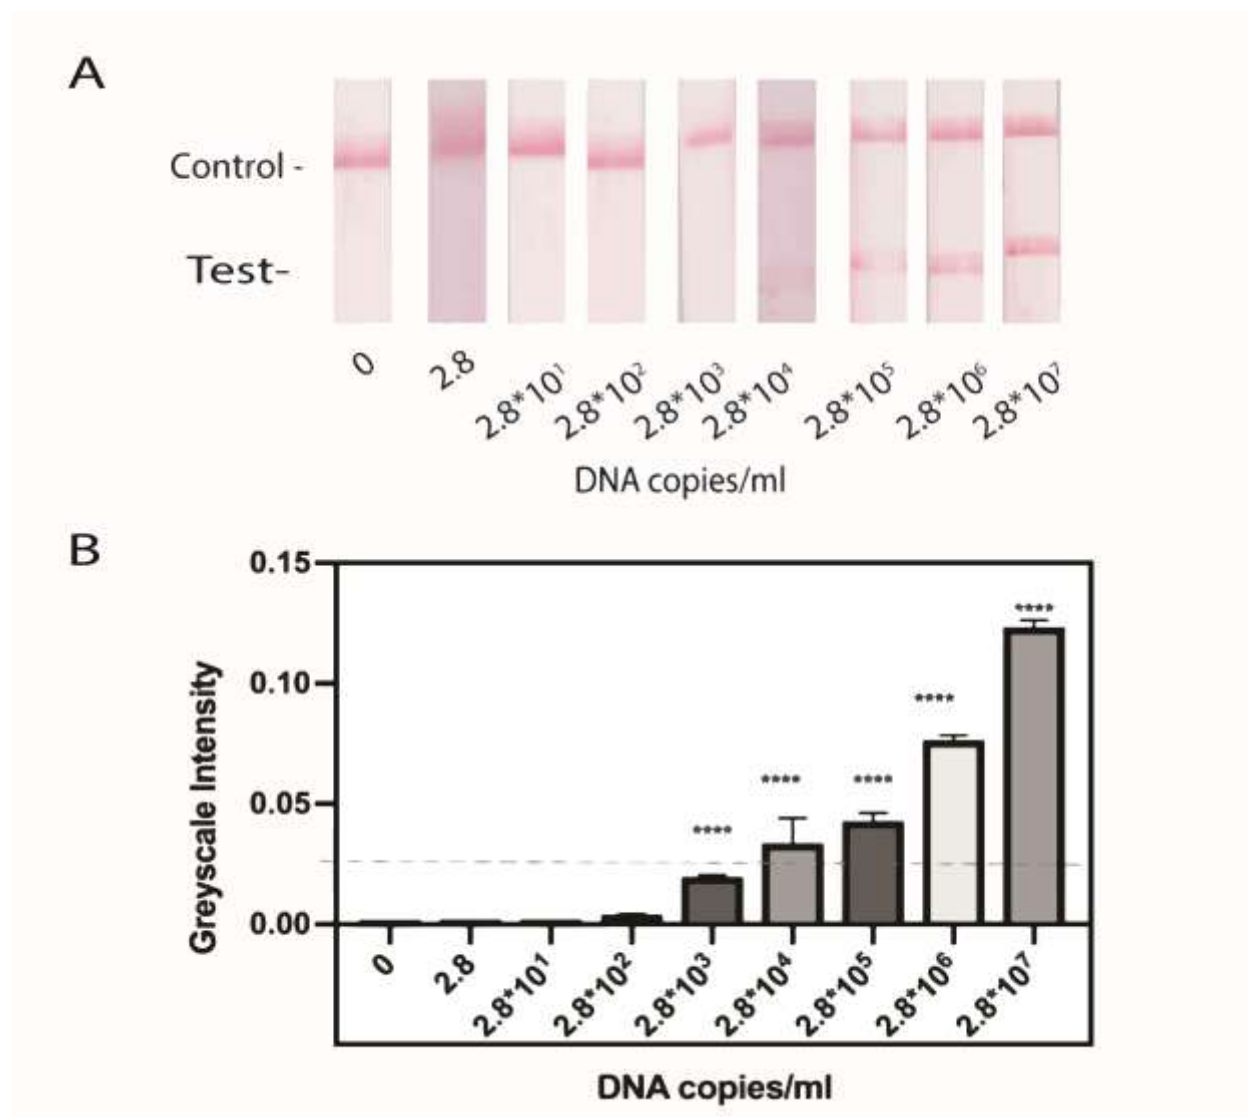 A
Control -
Test-
0 2.8 2.8*10¹ 2.8*10² 2.8*10³ 2.8*10⁴ 2.8*10⁵ 2.8*10⁶ 2.8*10⁷
DNA copies/ml
B
Greyscale Intensity
0.15
0.10
0.05
0.00
****
****
****
****
****
0 2.8 2.8*10¹ 2.8*10² 2.8*10³ 2.8*10⁴ 2.8*10⁵ 2.8*10⁶ 2.8*10⁷
DNA copies/ml